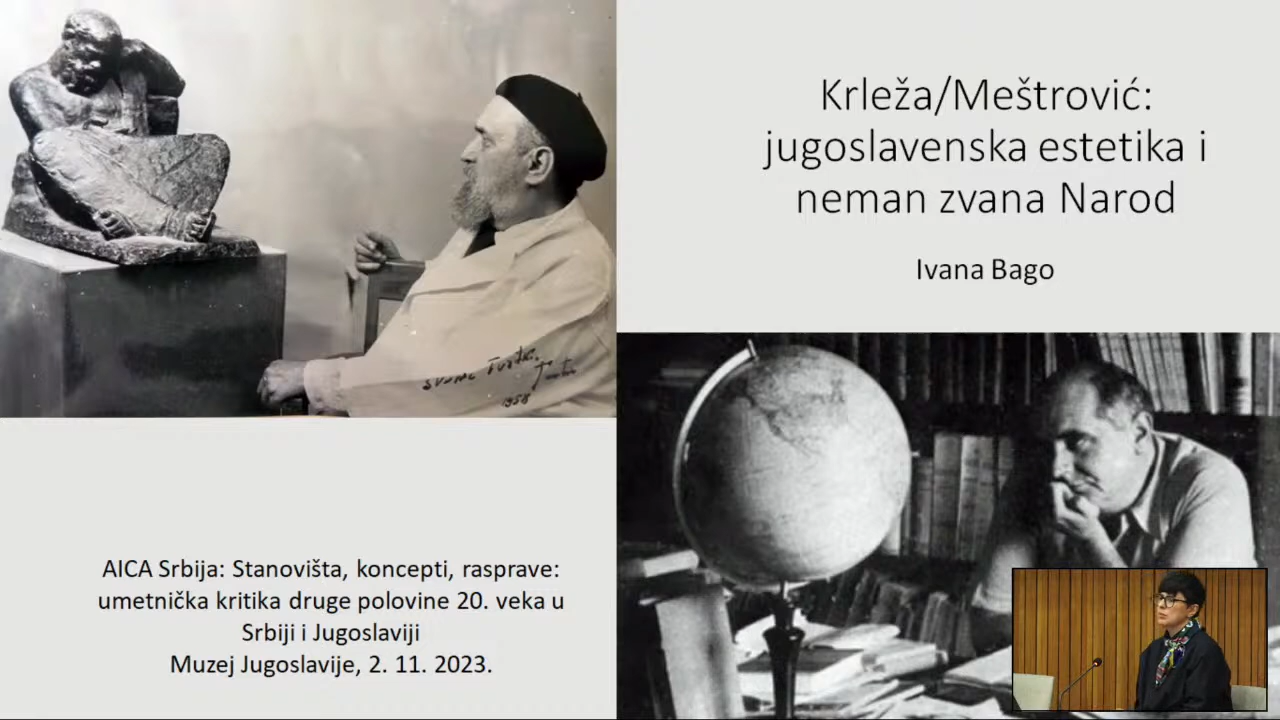 Krleža/Meštrović:
jugoslavenska estetika i
neman zvana Narod
Ivana Bago
1958
AICA Srbija: Stanovišta, koncepti, rasprave:
umetnička kritika druge polovine 20. veka u
Srbiji i Jugoslaviji
Muzej Jugoslavije, 2. 11. 2023.